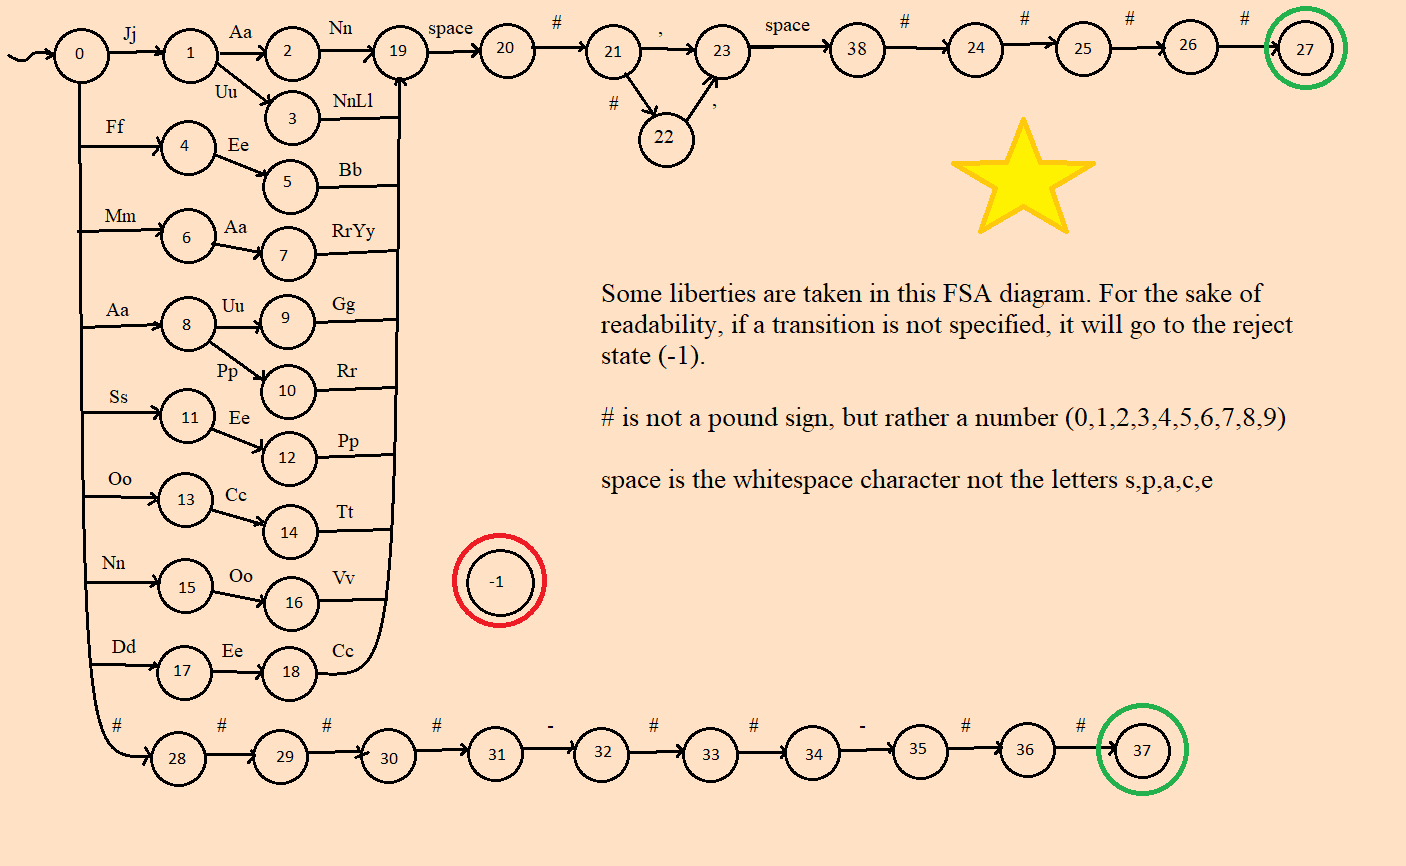 0 Jj 1 Aa 2 Nn 19 space 20 # 21 , 23 space 38 # 24 # 25 # 26 # 27
Uu 3 NnLl # 22 ,
Ff 4 Ee 5 Bb
Mm 6 Aa 7 RrYy
Aa 8 Uu 9 Gg
Pp 10 Rr
Ss 11 Ee 12 Pp
Oo 13 Cc 14 Tt
Nn 15 Oo 16 Vv
Dd 17 Ee 18 Cc
# 28 # 29 # 30 # 31 - 32 # 33 # 34 - 35 # 36 # 37
-1
Some liberties are taken in this FSA diagram. For the sake of
readability, if a transition is not specified, it will go to the reject
state (-1).
# is not a pound sign, but rather a number (0,1,2,3,4,5,6,7,8,9)
space is the whitespace character not the letters s,p,a,c,e